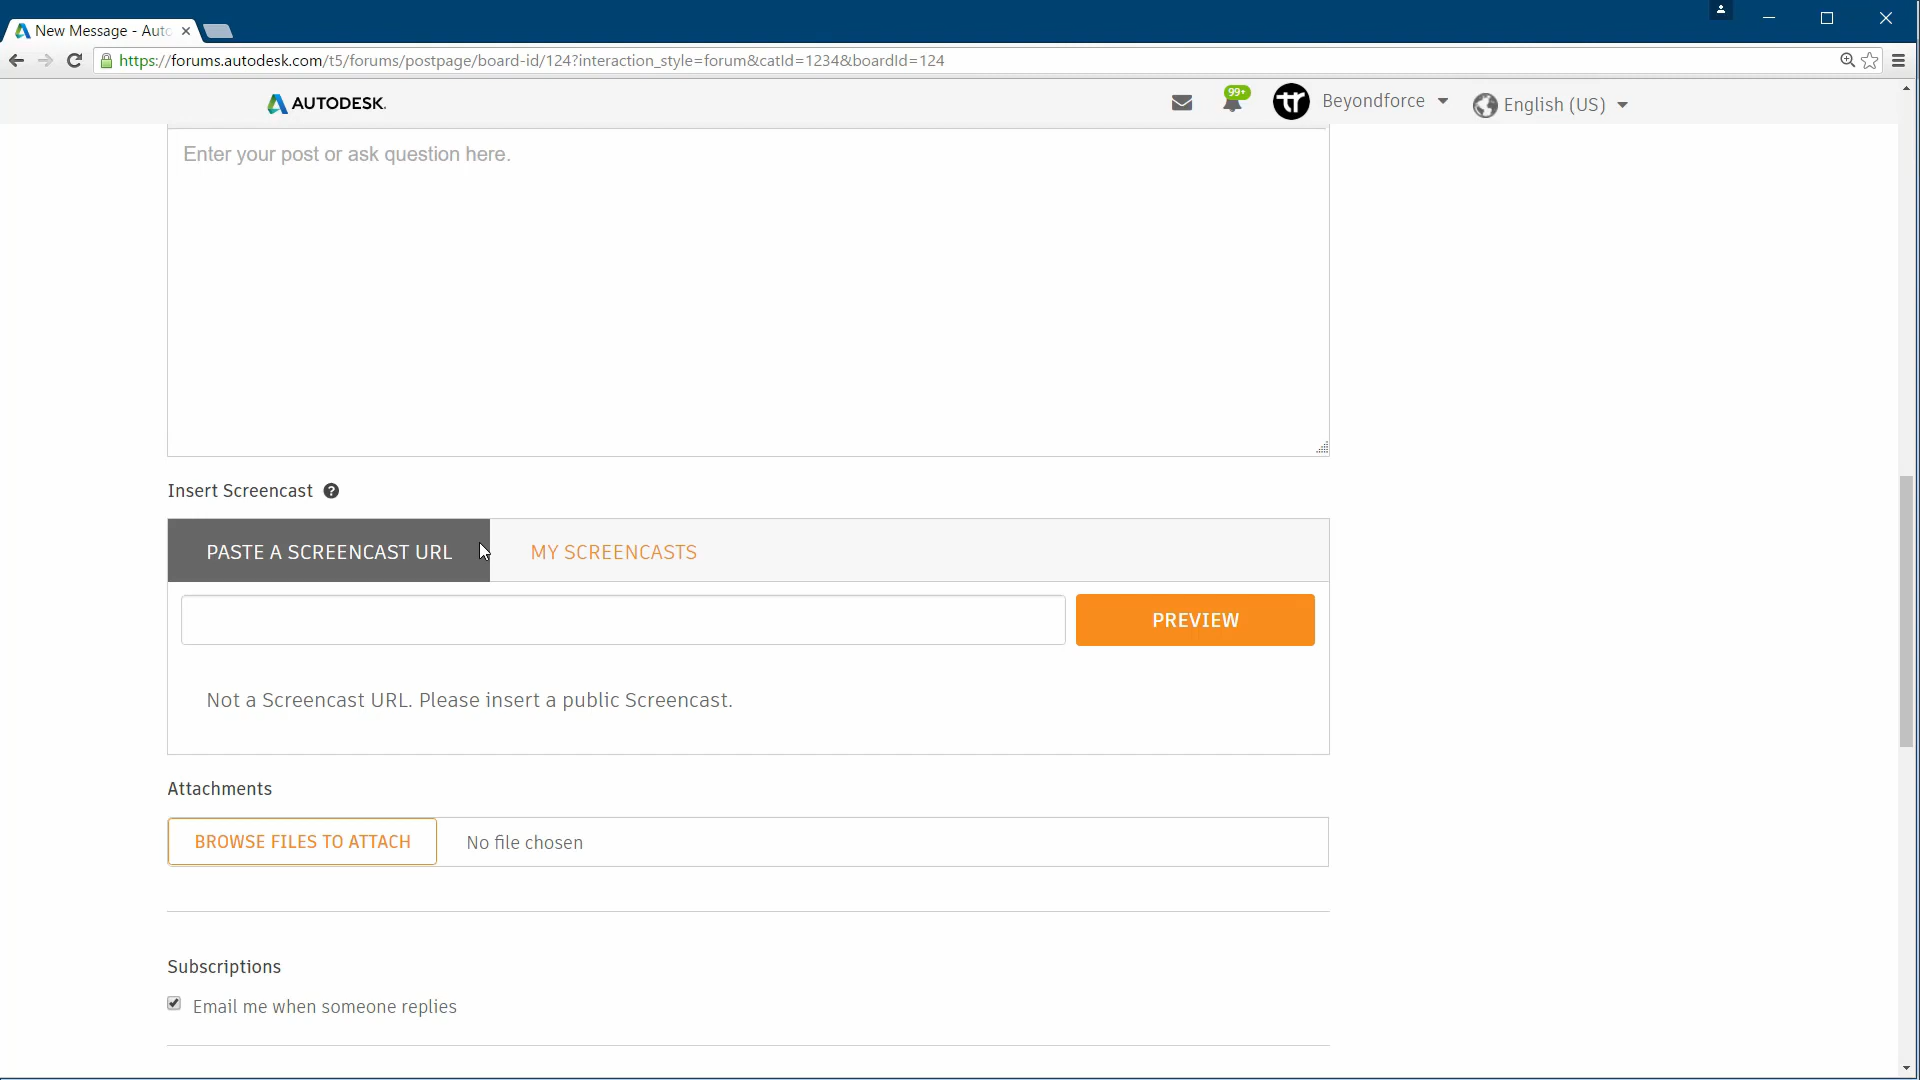 New Message - Auto
https://forums.autodesk.com/t5/forums/postpage/board-id/124?interaction_style=forum&catId=1234&boardId=124
AUTODESK.
99+
tr
Beyondforce
English (US)
Enter your post or ask question here.
Insert Screencast ?
PASTE A SCREENCAST URL
MY SCREENCASTS
PREVIEW
Not a Screencast URL. Please insert a public Screencast.
Attachments
BROWSE FILES TO ATTACH
No file chosen
Subscriptions
Email me when someone replies